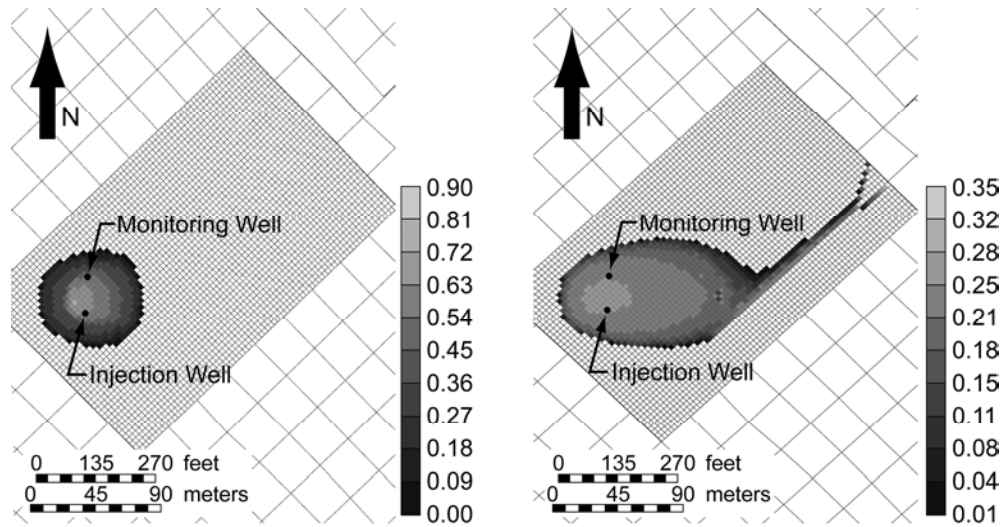 N
Monitoring Well
Injection Well
0 135 270 feet
0 45 90 meters
0.90
0.81
0.72
0.63
0.54
0.45
0.36
0.27
0.18
0.09
0.00
N
Monitoring Well
Injection Well
0 135 270 feet
0 45 90 meters
0.35
0.32
0.28
0.25
0.21
0.18
0.15
0.11
0.08
0.04
0.01